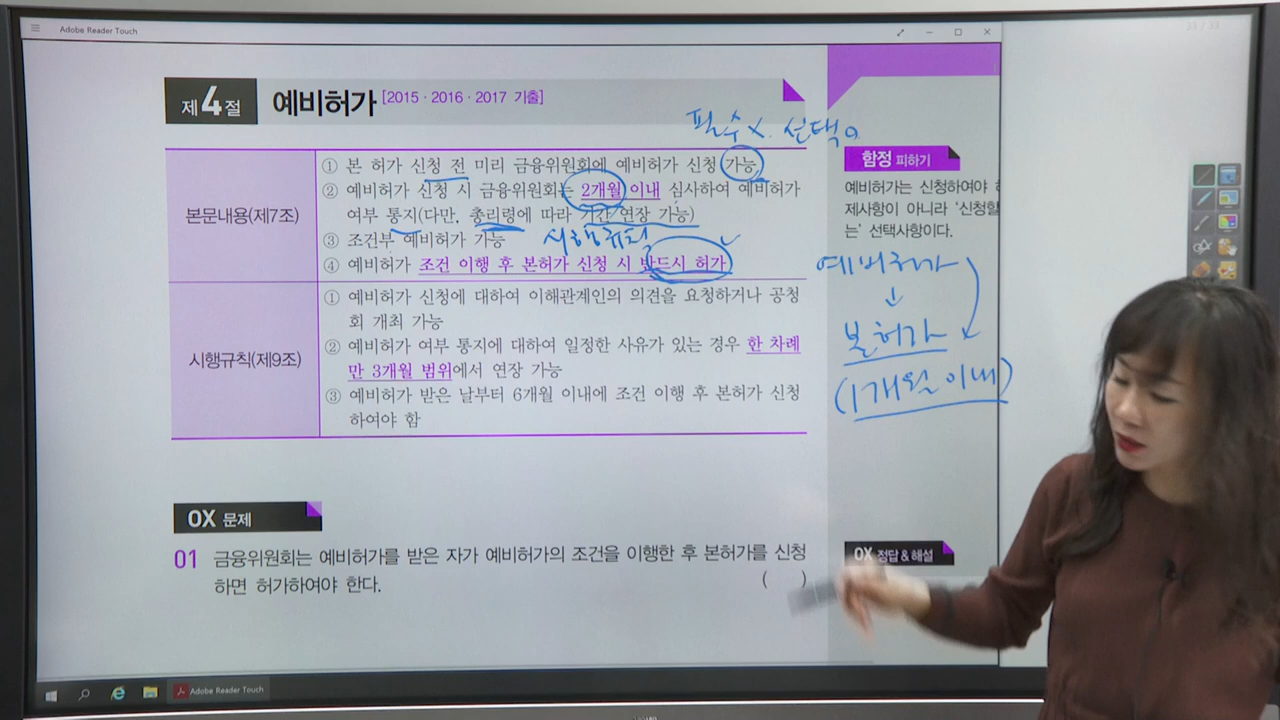 Adobe Reader Touch
제4절 예비허가 [2015 · 2016 · 2017 기출]
필수 X. 선택 O.
본문내용(제7조)
① 본 허가 신청 전 미리 금융위원회에 예비허가 신청 가능
② 예비허가 신청 시 금융위원회는 2개월 이내 심사하여 예비허가
여부 통지(다만, 총리령에 따라 기간 연장 가능)
시행규칙
③ 조건부 예비허가 가능
④ 예비허가 조건 이행 후 본허가 신청 시 반드시 허가
시행규칙(제9조)
① 예비허가 신청에 대하여 이해관계인의 의견을 요청하거나 공청
회 개최 가능
② 예비허가 여부 통지에 대하여 일정한 사유가 있는 경우 한 차례
만 3개월 범위에서 연장 가능
③ 예비허가 받은 날부터 6개월 이내에 조건 이행 후 본허가 신청
하여야 함
함정 피하기
예비허가는 신청하여야 하
제사항이 아니라 '신청할
는' 선택사항이다.
예비허가
↓
본허가
(1개월 이내)
OX 문제
01 금융위원회는 예비허가를 받은 자가 예비허가의 조건을 이행한 후 본허가를 신청
하면 허가하여야 한다. ( )
OX 정답 & 해설
Adobe Reader Touch